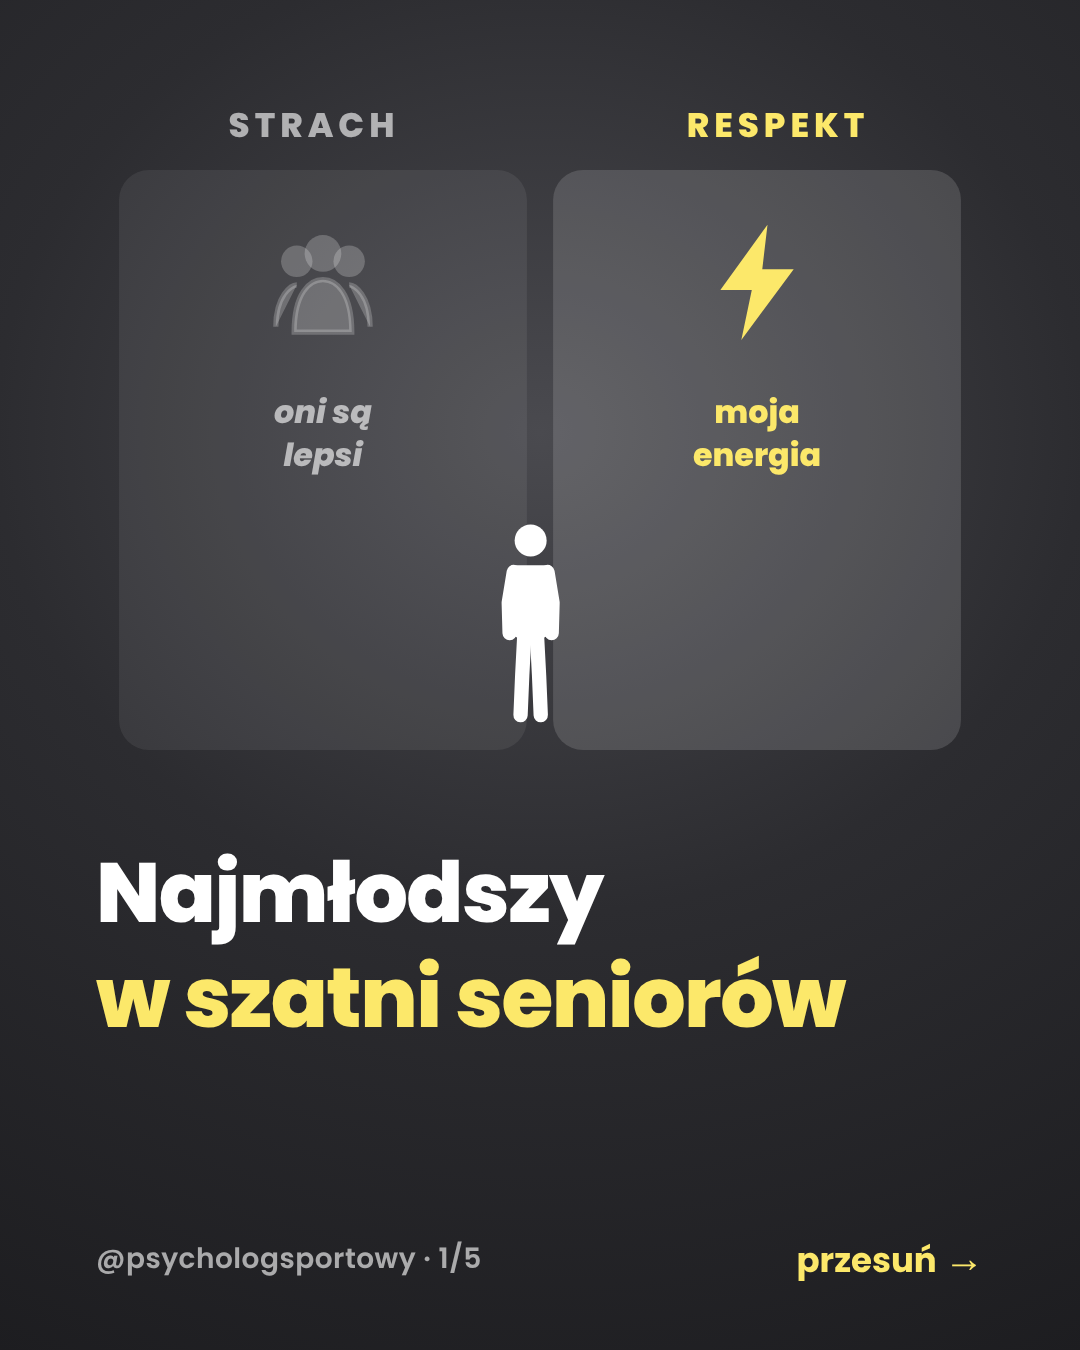 STRACH
RESPEKT
oni są
lepsi
moja
energia
Najmłodszy
w szatni seniorów
@psychologsportowy · 1/5
przesuń →